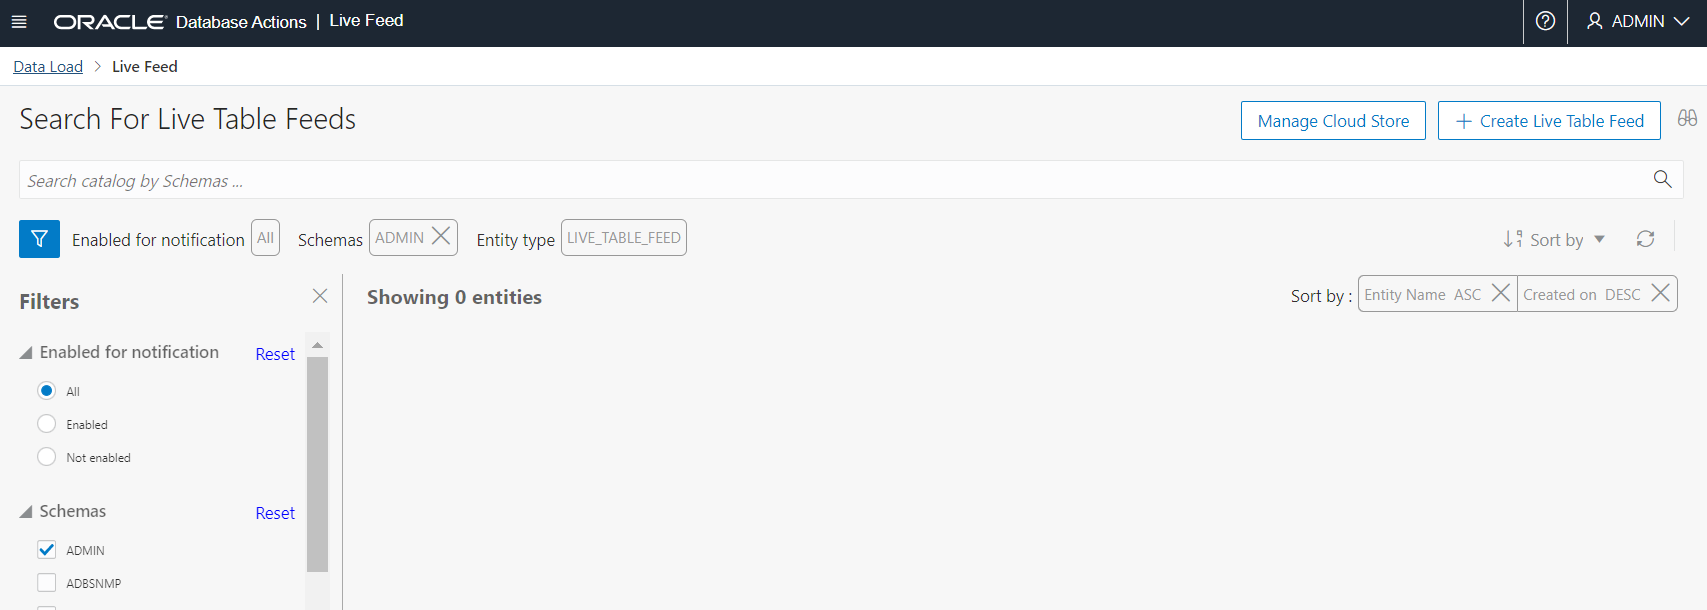 ORACLE Database Actions | Live Feed
ADMIN
Data Load > Live Feed
Search For Live Table Feeds
Manage Cloud Store
+ Create Live Table Feed
Search catalog by Schemas ...
Enabled for notification All Schemas ADMIN Entity type LIVE_TABLE_FEED
Sort by
Filters
Showing 0 entities
Sort by : Entity Name ASC Created on DESC
Enabled for notification Reset
All
Enabled
Not enabled
Schemas Reset
ADMIN
ADBSNMP